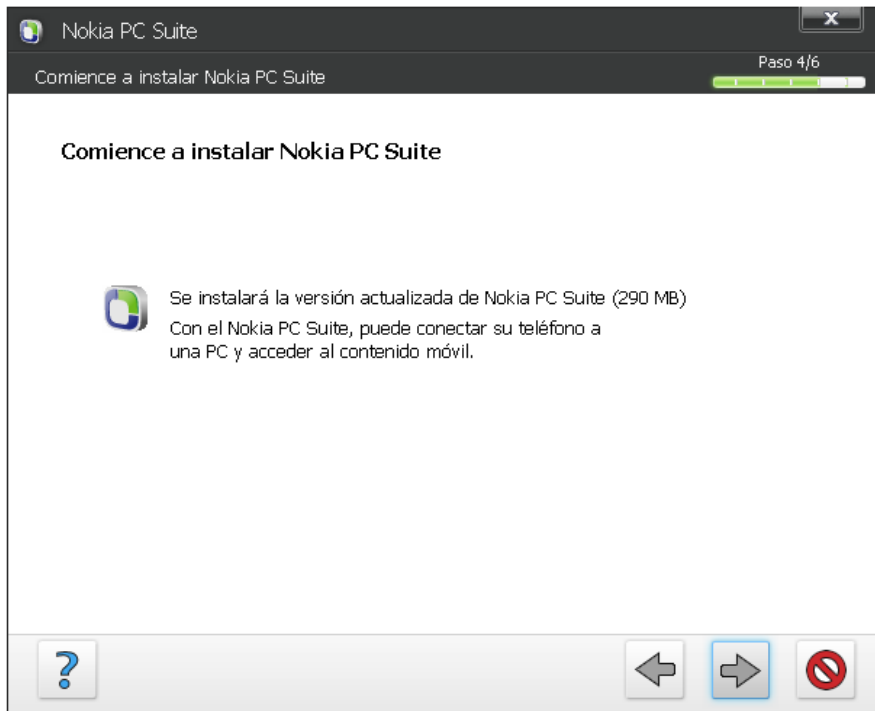 Nokia PC Suite
x
Comience a instalar Nokia PC Suite
Paso 4/6
Comience a instalar Nokia PC Suite
Se instalará la versión actualizada de Nokia PC Suite (290 MB)
Con el Nokia PC Suite, puede conectar su teléfono a
una PC y acceder al contenido móvil.
?